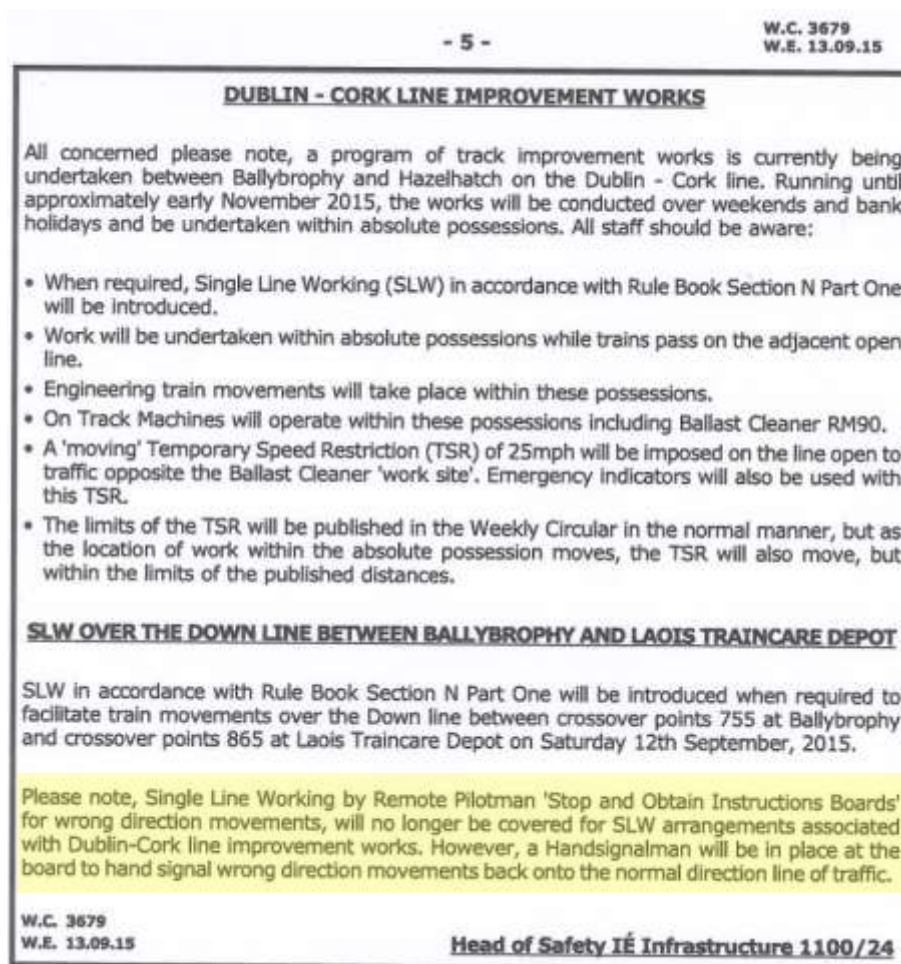 - 5 -
W.C. 3679
W.E. 13.09.15
DUBLIN - CORK LINE IMPROVEMENT WORKS
All concerned please note, a program of track improvement works is currently being
undertaken between Ballybrophy and Hazelhatch on the Dublin - Cork line. Running until
approximately early November 2015, the works will be conducted over weekends and bank
holidays and be undertaken within absolute possessions. All staff should be aware:
• When required, Single Line Working (SLW) in accordance with Rule Book Section N Part One
will be introduced.
• Work will be undertaken within absolute possessions while trains pass on the adjacent open
line.
• Engineering train movements will take place within these possessions.
• On Track Machines will operate within these possessions including Ballast Cleaner RM90.
• A 'moving' Temporary Speed Restriction (TSR) of 25mph will be imposed on the line open to
traffic opposite the Ballast Cleaner 'work site'. Emergency indicators will also be used with
this TSR.
• The limits of the TSR will be published in the Weekly Circular in the normal manner, but as
the location of work within the absolute possession moves, the TSR will also move, but
within the limits of the published distances.
SLW OVER THE DOWN LINE BETWEEN BALLYBROPHY AND LAOIS TRAINCARE DEPOT
SLW in accordance with Rule Book Section N Part One will be introduced when required to
facilitate train movements over the Down line between crossover points 755 at Ballybrophy
and crossover points 865 at Laois Traincare Depot on Saturday 12th September, 2015.
Please note, Single Line Working by Remote Pilotman 'Stop and Obtain Instructions Boards'
for wrong direction movements, will no longer be covered for SLW arrangements associated
with Dublin-Cork line improvement works. However, a Handsignalman will be in place at the
board to hand signal wrong direction movements back onto the normal direction line of traffic.
W.C. 3679
W.E. 13.09.15
Head of Safety IÉ Infrastructure 1100/24